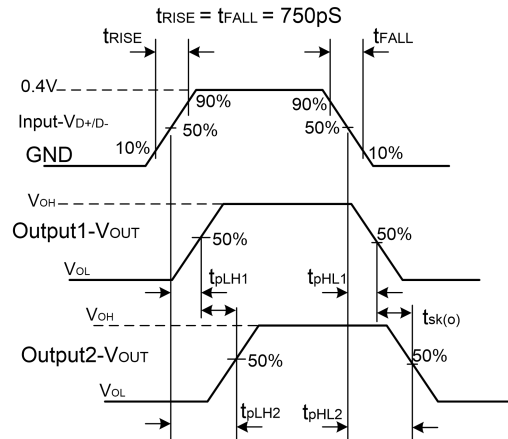 tRISE = tFALL = 750pS
tRISE
tFALL
0.4V
90%
90%
Input-VD+/D-
50%
50%
10%
10%
GND
VOH
Output1-VOUT
50%
50%
VOL
tpLH1
tpHL1
VOH
tsk(o)
Output2-VOUT
50%
50%
VOL
tpLH2
tpHL2